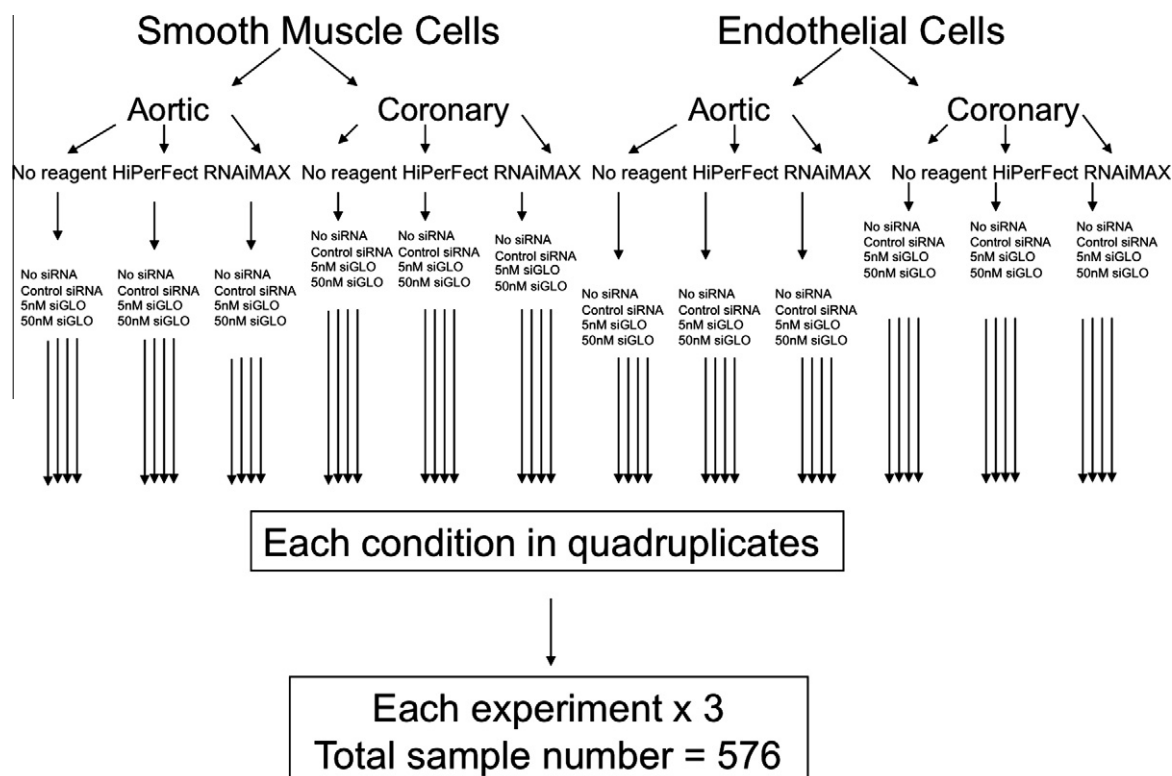 Smooth Muscle Cells Endothelial Cells
Aortic Coronary Aortic Coronary
No reagent HiPerFect RNAiMAX No reagent HiPerFect RNAiMAX No reagent HiPerFect RNAiMAX No reagent HiPerFect RNAiMAX
No siRNA
Control siRNA
5nM siGLO
50nM siGLO
No siRNA
Control siRNA
5nM siGLO
50nM siGLO
No siRNA
Control siRNA
5nM siGLO
50nM siGLO
No siRNA
Control siRNA
5nM siGLO
50nM siGLO
No siRNA
Control siRNA
5nM siGLO
50nM siGLO
No siRNA
Control siRNA
5nM siGLO
50nM siGLO
No siRNA
Control siRNA
5nM siGLO
50nM siGLO
No siRNA
Control siRNA
5nM siGLO
50nM siGLO
No siRNA
Control siRNA
5nM siGLO
50nM siGLO
No siRNA
Control siRNA
5nM siGLO
50nM siGLO
No siRNA
Control siRNA
5nM siGLO
50nM siGLO
No siRNA
Control siRNA
5nM siGLO
50nM siGLO
Each condition in quadruplicates
Each experiment x 3
Total sample number = 576